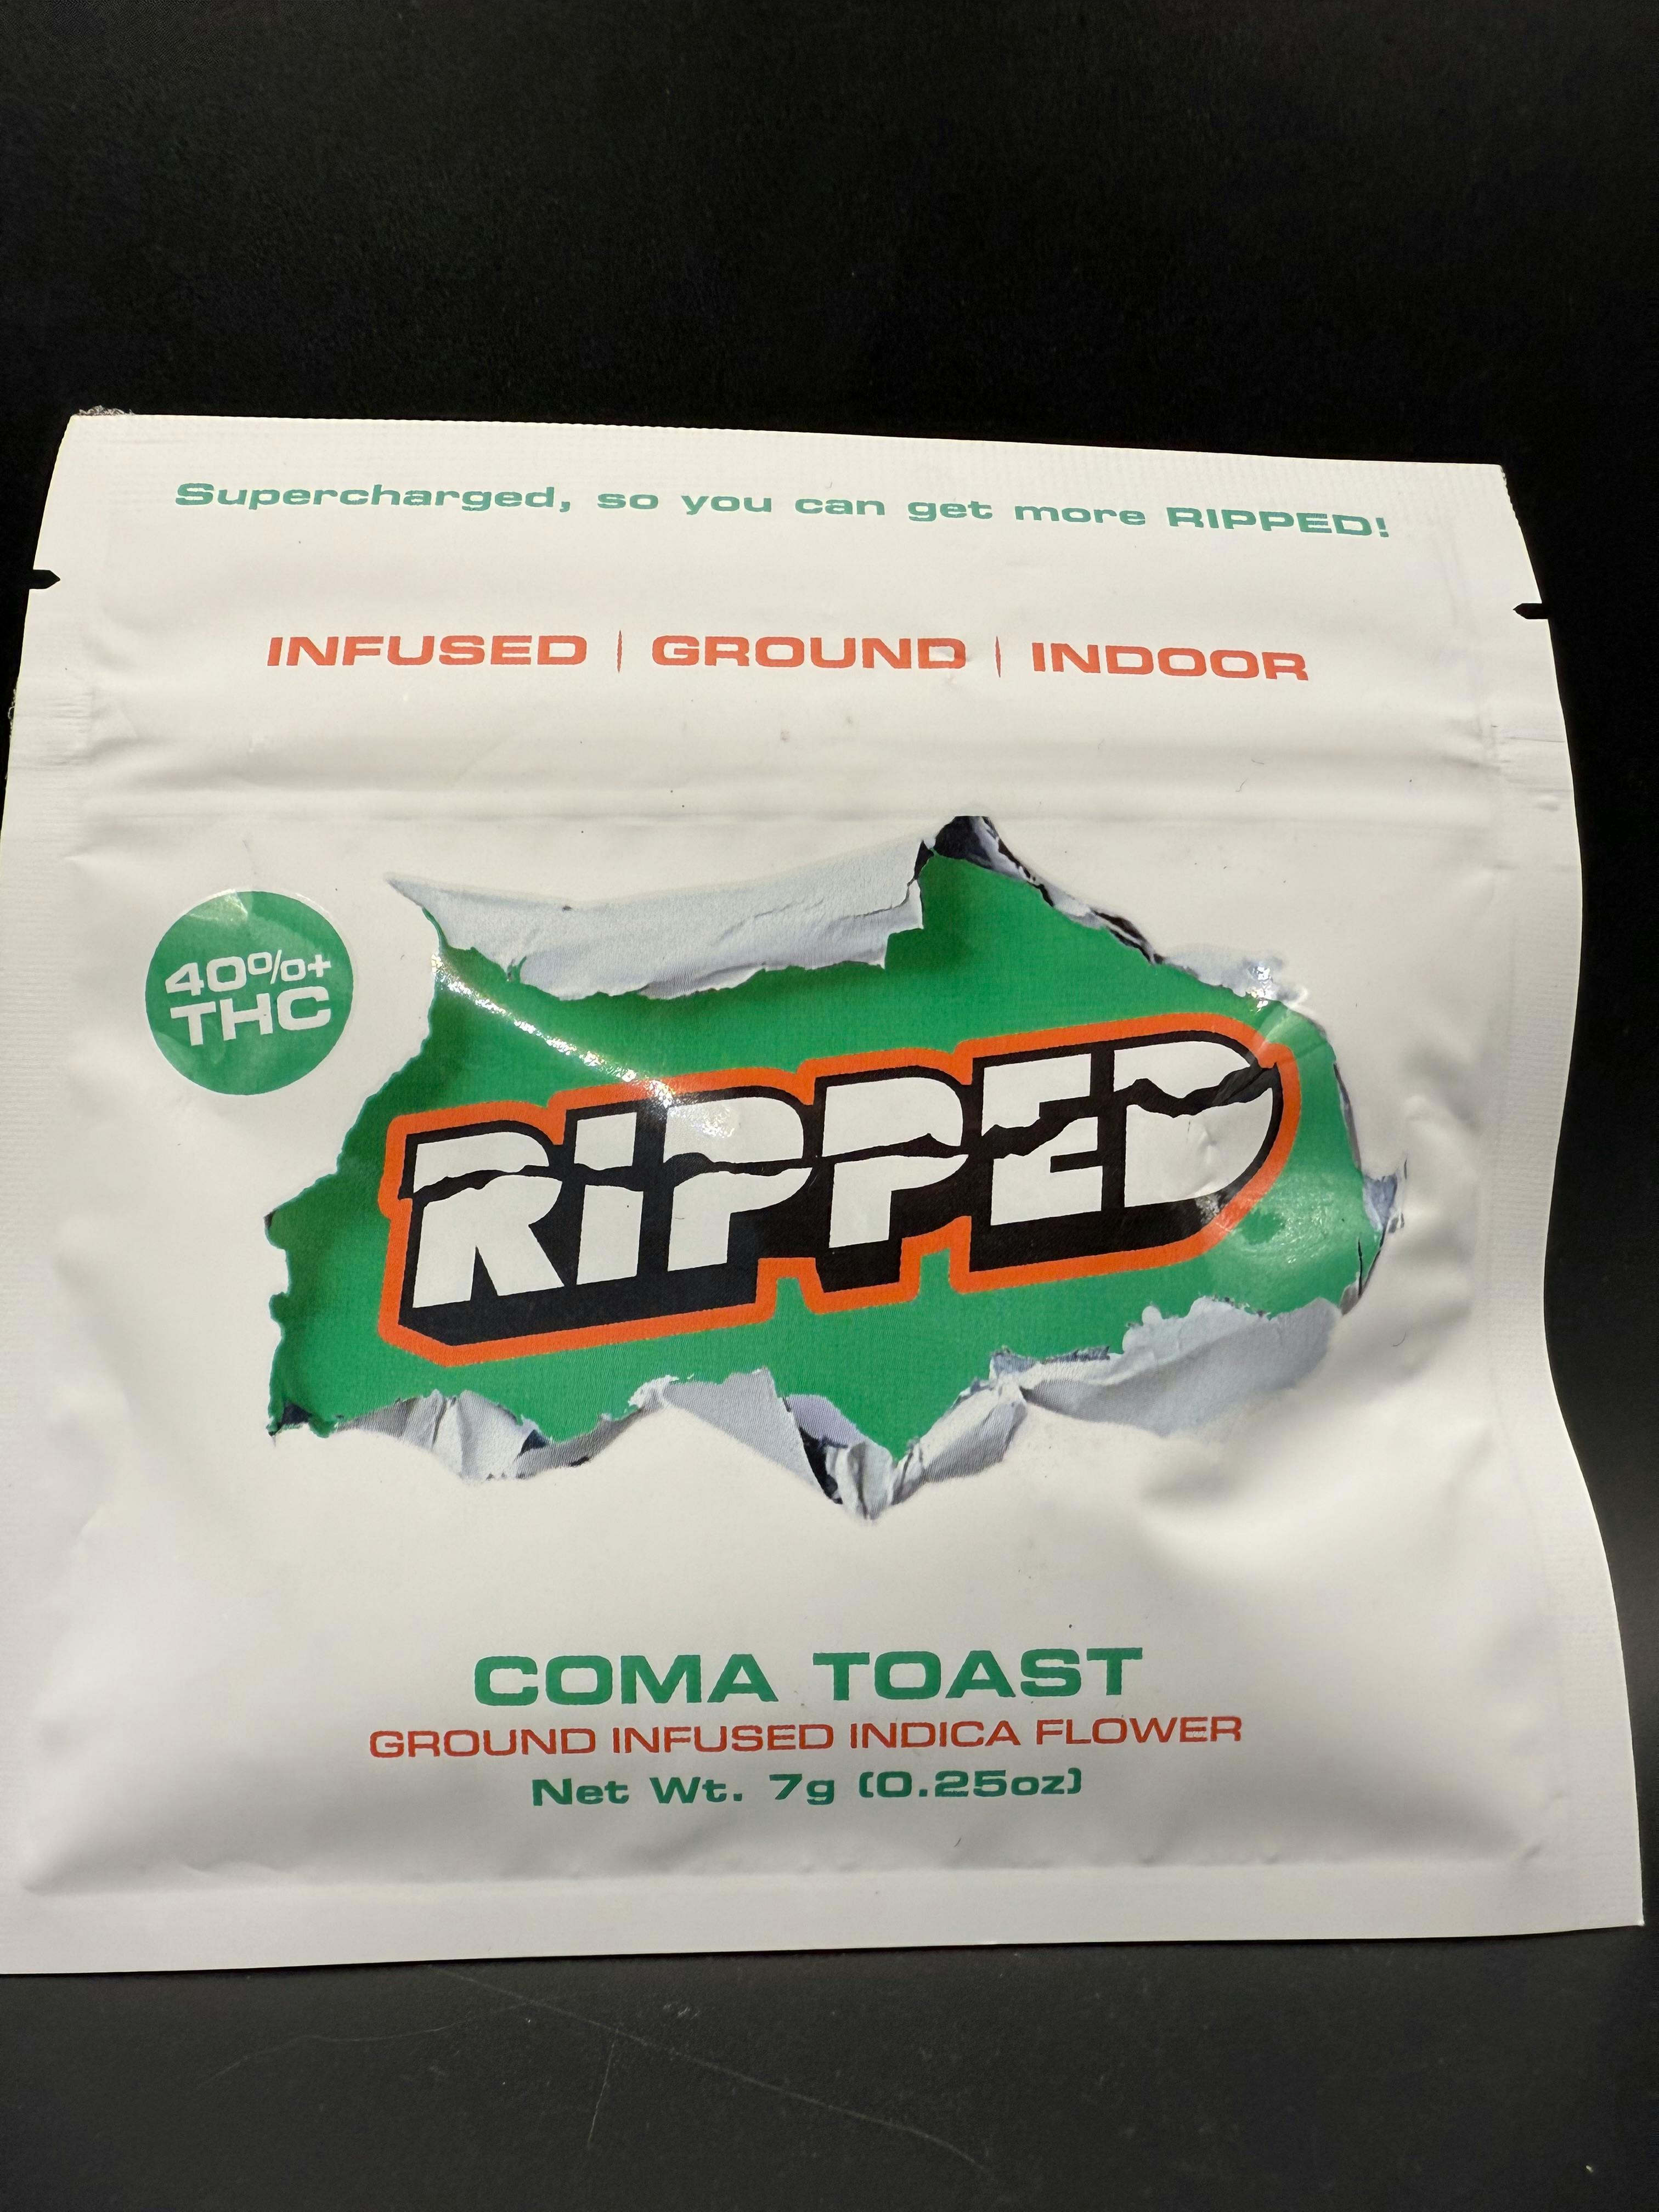 Supercharged, so you can get more RIPPED!
INFUSED | GROUND | INDOOR
40%+
THC
RIPPED
COMA TOAST
GROUND INFUSED INDICA FLOWER
Net Wt. 7g (0.25oz)